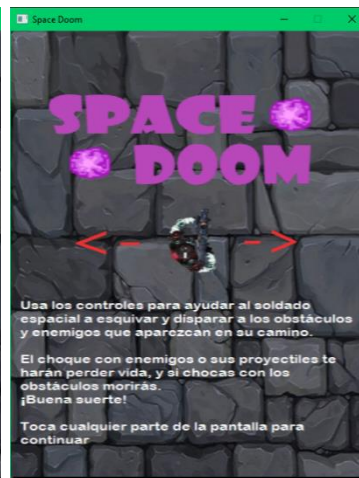 Space Doom
SPACE
DOOM
Usa los controles para ayudar al soldado
espacial a esquivar y disparar a los obstáculos
y enemigos que aparezcan en su camino.
El choque con enemigos o sus proyectiles te
harán perder vida, y si chocas con los
obstáculos morirás.
¡Buena suerte!
Toca cualquier parte de la pantalla para
continuar